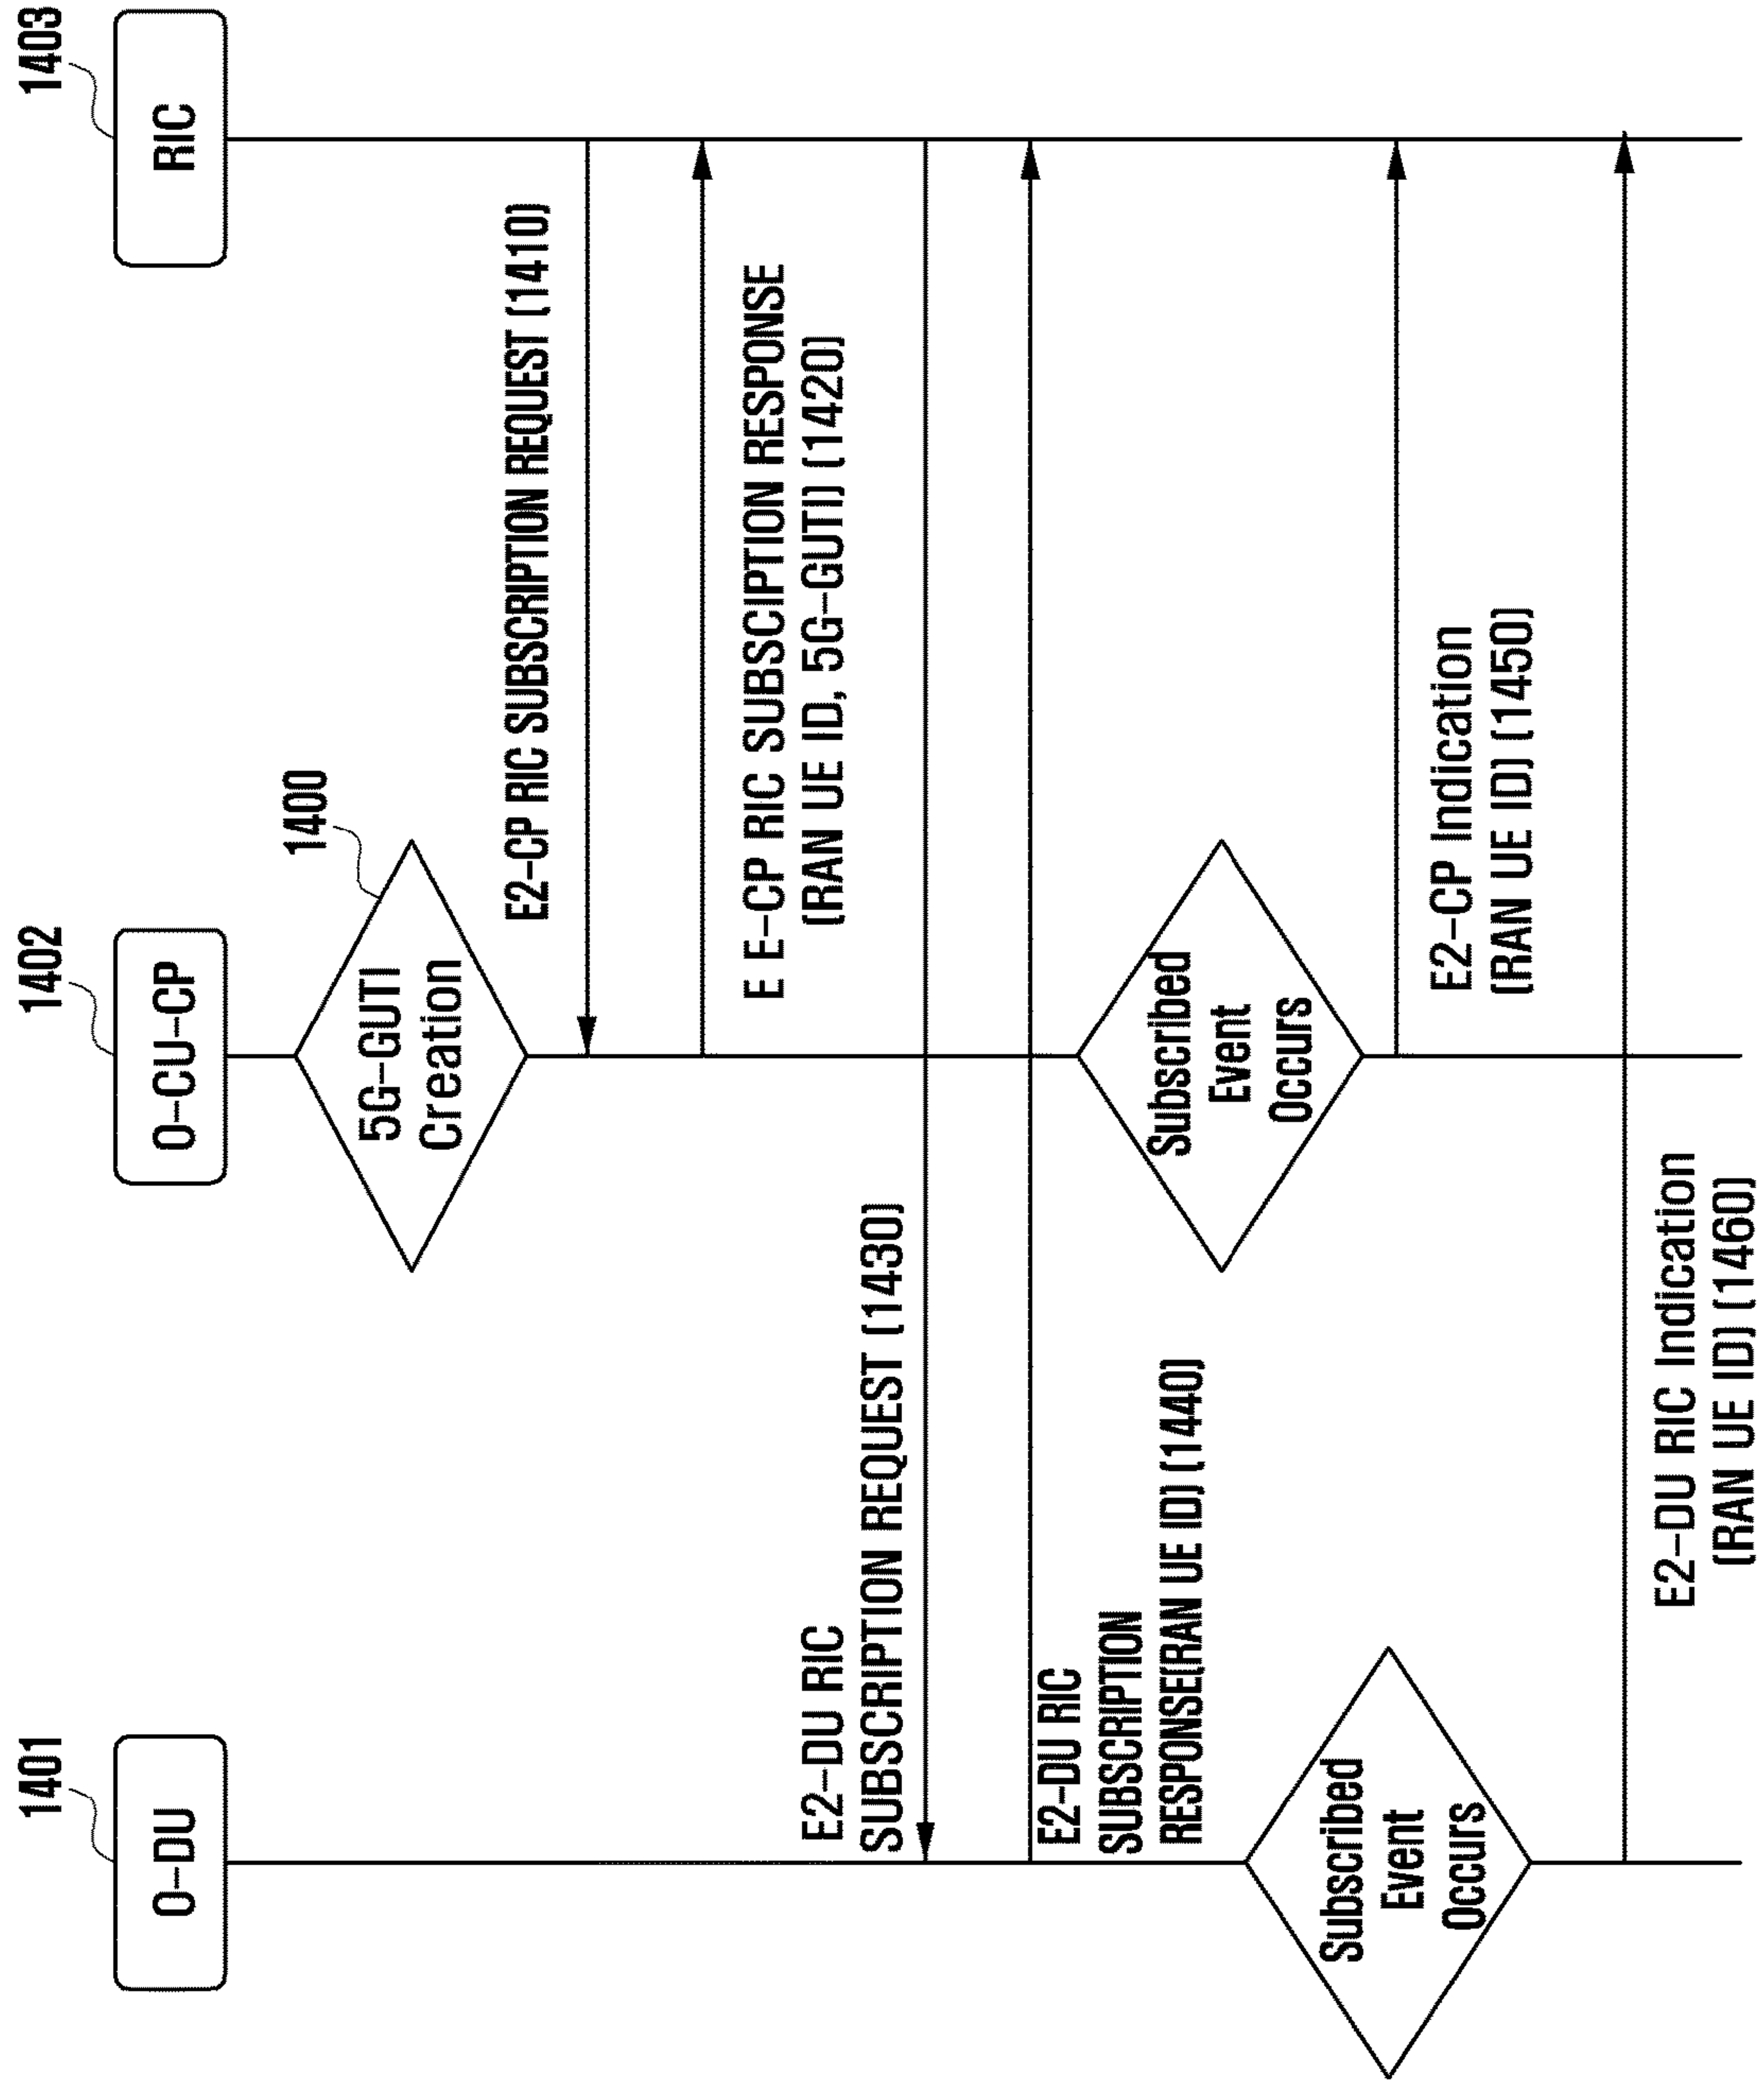 1401
1402
1403
O-DU
O-CU-CP
RIC
1400
5G-GUTI
Creation
E2-CP RIC SUBSCRIPTION REQUEST (1410)
E E-CP RIC SUBSCIPTION RESPONSE
(RAN UE ID, 5G-GUTI) (1420)
E2-DU RIC
SUBSCRIPTION REQUEST (1430)
E2-DU RIC
SUBSCRIPTION
RESPONSE(RAN UE ID) (1440)
Subscribed
Event
Occurs
Subscribed
Event
Occurs
E2-CP Indication
(RAN UE ID) (1450)
E2-DU RIC Indication
(RAN UE ID) (1460)